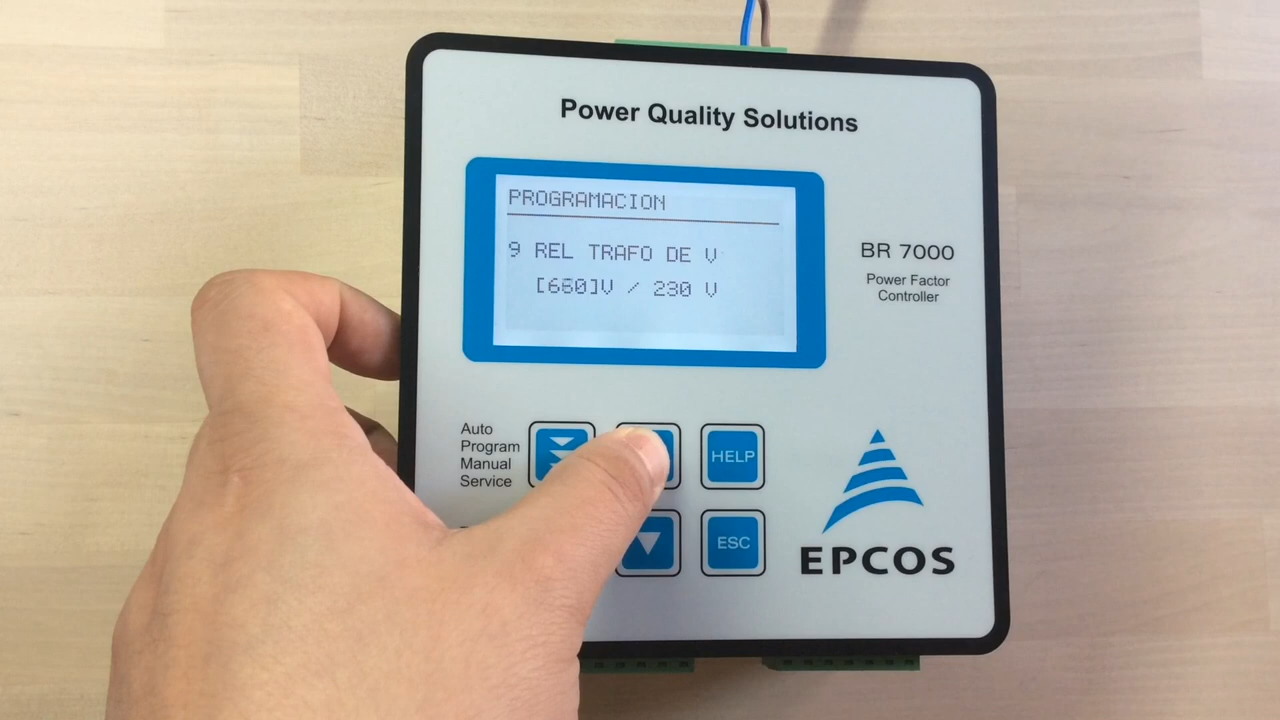 Power Quality Solutions
PROGRAMACION
9 REL TRAFO DE V
[660]V / 230 V
BR 7000
Power Factor
Controller
Auto
Program
Manual
Service
HELP
ESC
EPCOS